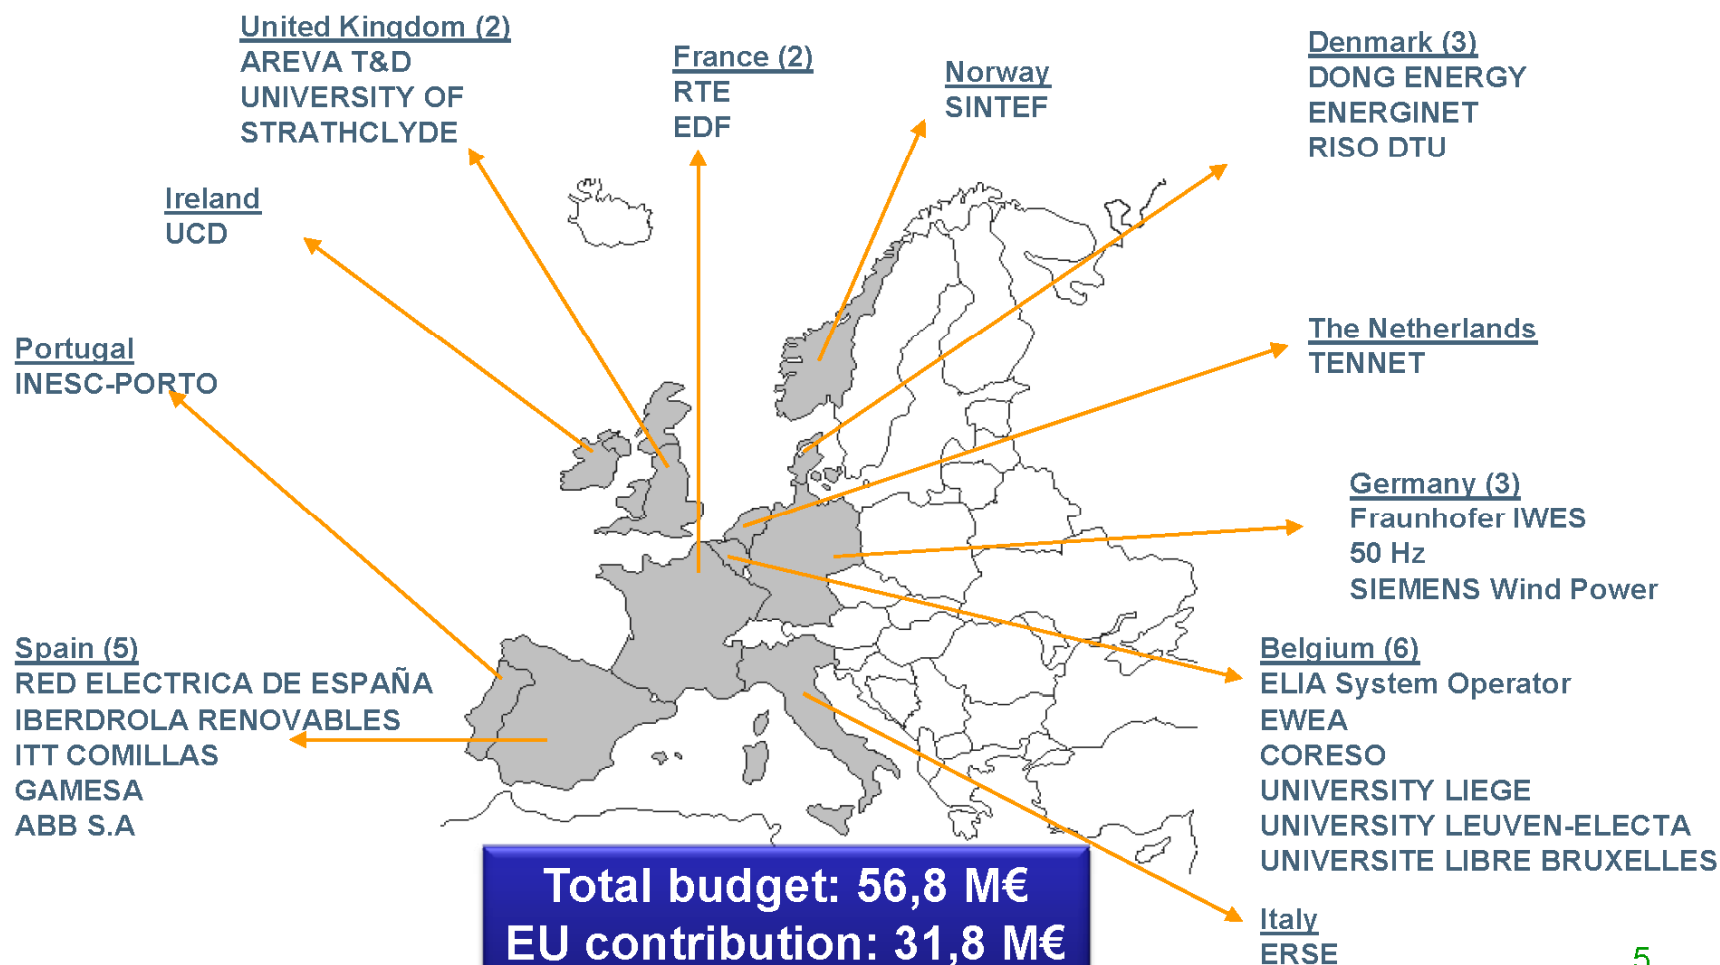 United Kingdom (2)
AREVA T&D
UNIVERSITY OF
STRATHCLYDE
France (2)
RTE
EDF
Norway
SINTEF
Denmark (3)
DONG ENERGY
ENERGINET
RISO DTU
Ireland
UCD
Portugal
INESC-PORTO
The Netherlands
TENNET
Germany (3)
Fraunhofer IWES
50 Hz
SIEMENS Wind Power
Spain (5)
RED ELECTRICA DE ESPAÑA
IBERDROLA RENOVABLES
ITT COMILLAS
GAMESA
ABB S.A
Belgium (6)
ELIA System Operator
EWEA
CORESO
UNIVERSITY LIEGE
UNIVERSITY LEUVEN-ELECTA
UNIVERSITE LIBRE BRUXELLES
Total budget: 56,8 M€
EU contribution: 31,8 M€
Italy
ERSE
5